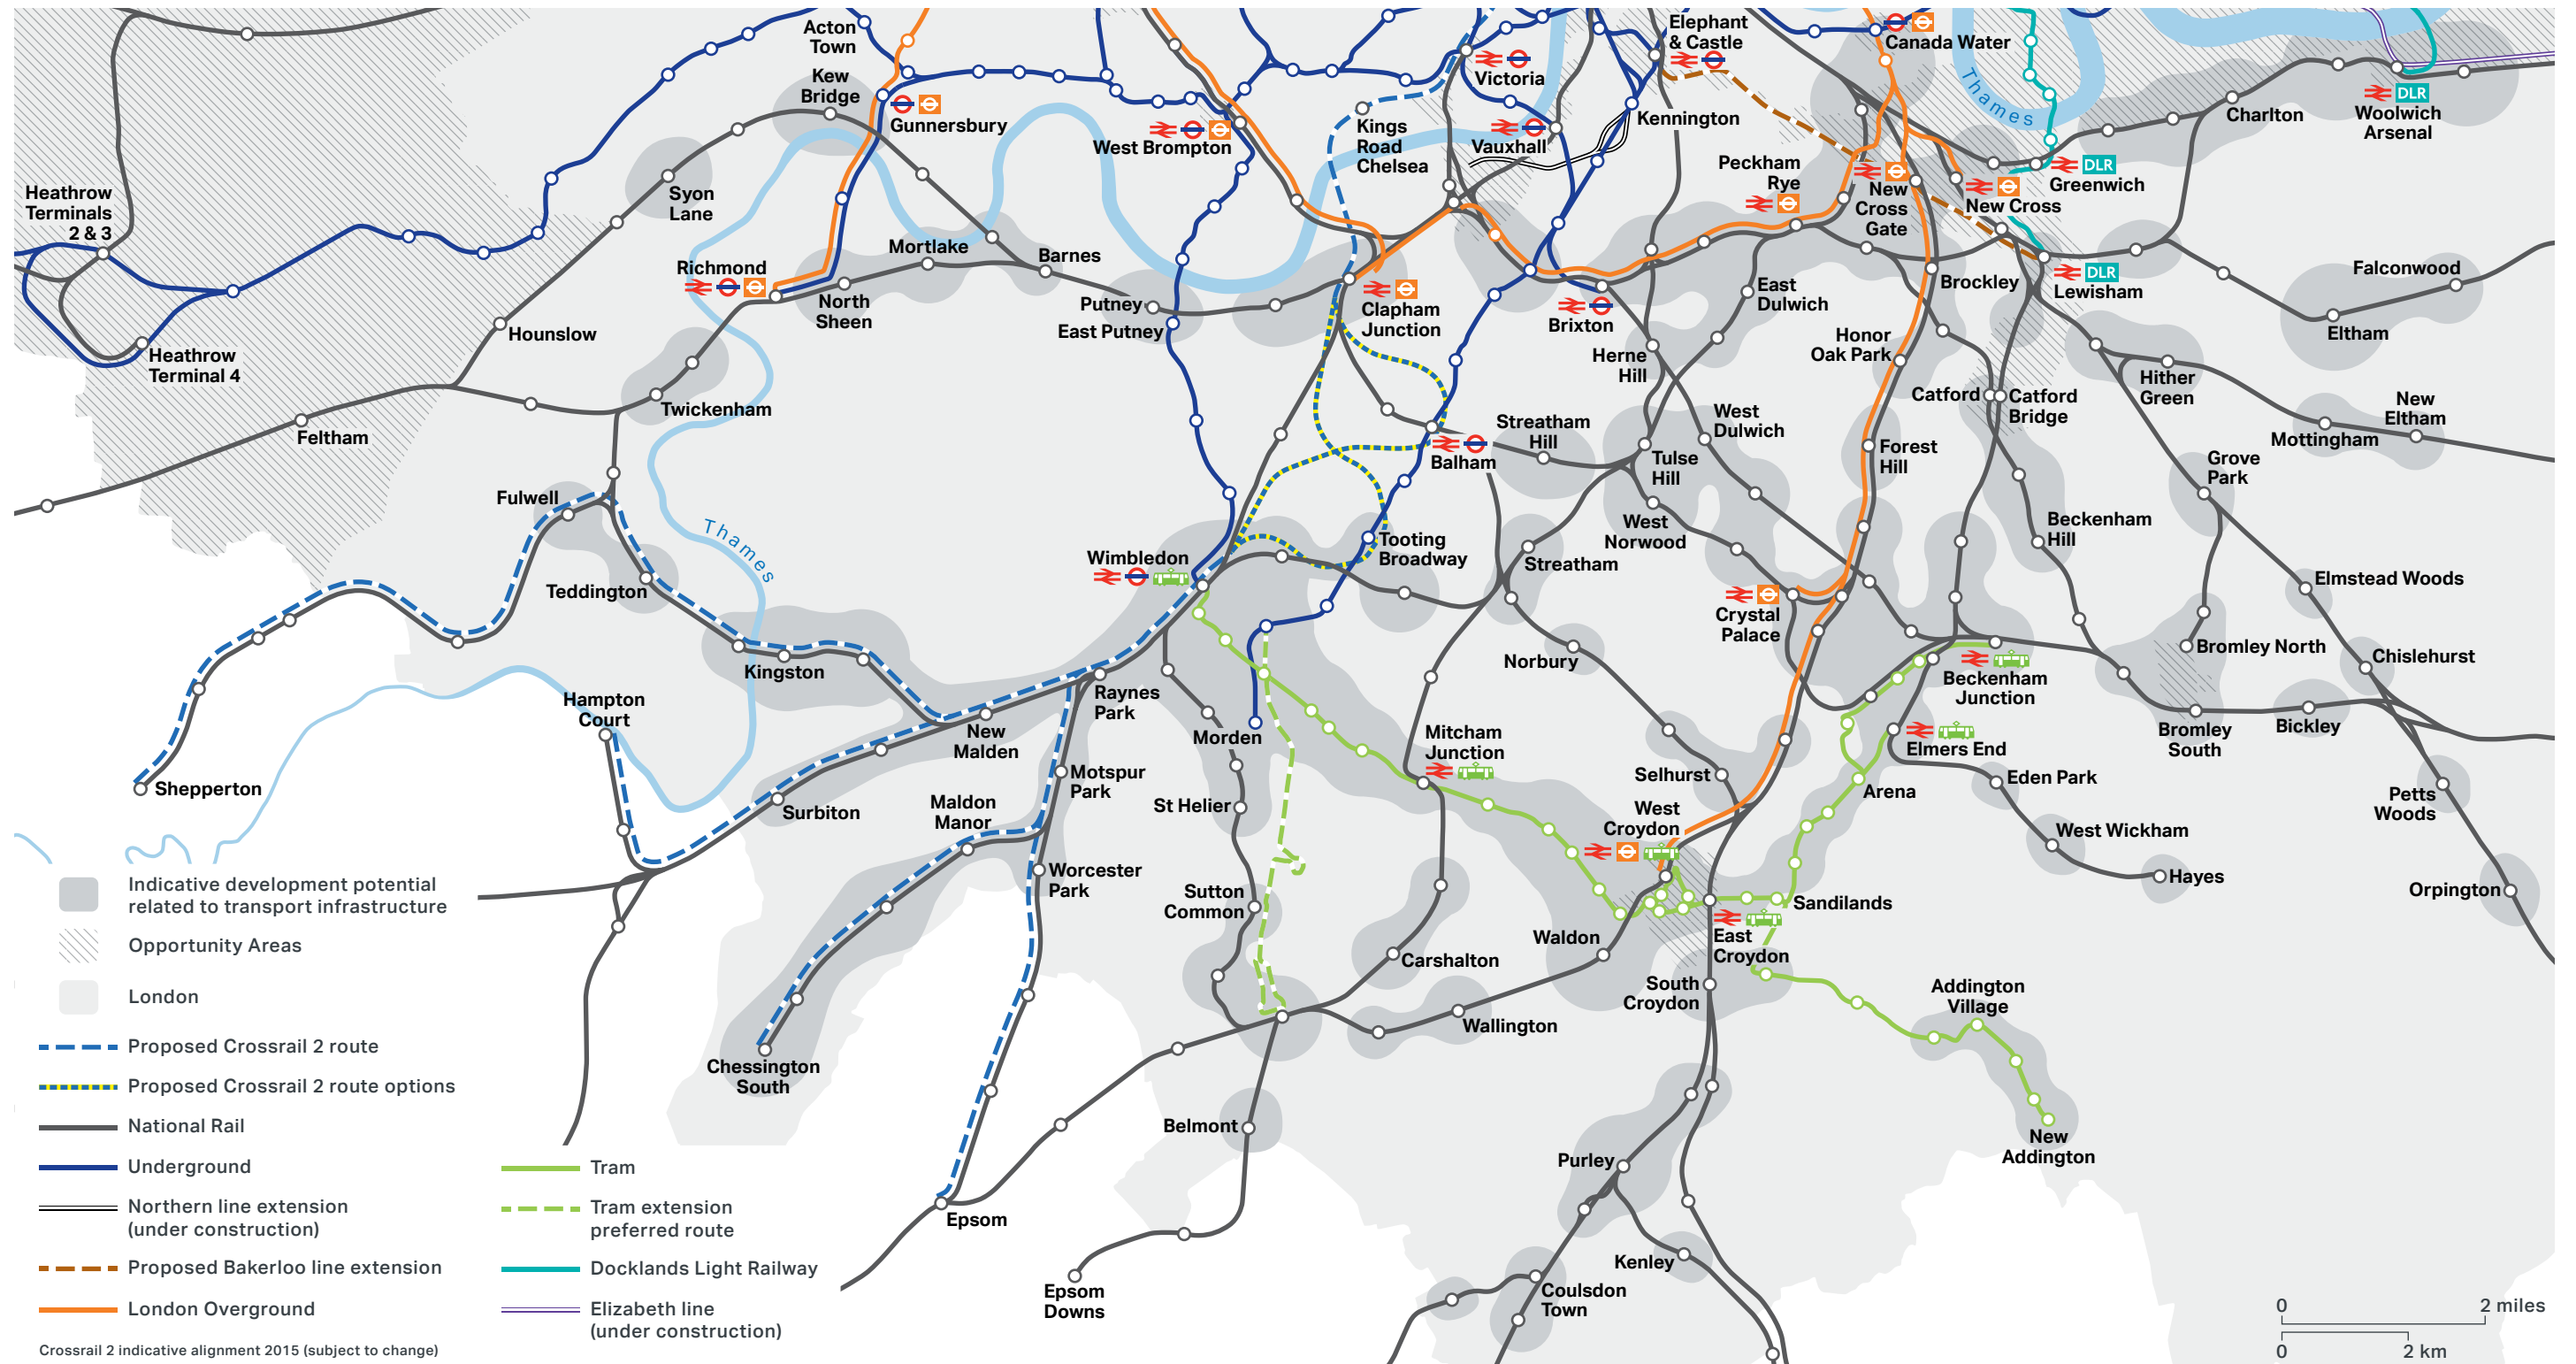 Acton
Town
Kew
Bridge
Gunnersbury
West Brompton
Victoria
Kings
Road
Chelsea
Vauxhall
Elephant
& Castle
Kennington
Canada Water
Thames
DLR
Woolwich
Arsenal
Charlton
Heathrow
Terminals
2 & 3
Syon
Lane
Peckham
Rye
New
Cross
Gate
New Cross
DLR
Greenwich
Richmond
Mortlake
Barnes
North
Sheen
Putney
East Putney
Clapham
Junction
Brixton
East
Dulwich
Brockley
DLR
Lewisham
Falconwood
Eltham
Hounslow
Heathrow
Terminal 4
Herne
Hill
Honor
Oak Park
Hither
Green
Twickenham
Feltham
Streatham
Hill
Balham
West
Dulwich
Tulse
Hill
Forest
Hill
Catford
Catford
Bridge
New
Eltham
Mottingham
Grove
Park
Fulwell
Thames
Teddington
Wimbledon
Tooting
Broadway
Streatham
West
Norwood
Beckenham
Hill
Elmstead Woods
Crystal
Palace
Norbury
Bromley North
Chislehurst
Kingston
Hampton
Court
Raynes
Park
New
Malden
Morden
Mitcham
Junction
Beckenham
Junction
Elmers End
Bromley
South
Bickley
Shepperton
Surbiton
Motspur
Park
Maldon
Manor
St Helier
Selhurst
West
Croydon
Arena
Eden Park
West Wickham
Petts
Woods
Worcester
Park
Sutton
Common
Sandilands
Hayes
Orpington
Carshalton
Waldon
East
Croydon
South
Croydon
Wallington
Addington
Village
Chessington
South
Belmont
Purley
New
Addington
Epsom
Epsom
Downs
Kenley
Coulsdon
Town
Indicative development potential
related to transport infrastructure
Opportunity Areas
London
Proposed Crossrail 2 route
Proposed Crossrail 2 route options
National Rail
Underground
Northern line extension
(under construction)
Proposed Bakerloo line extension
London Overground
Tram
Tram extension
preferred route
Docklands Light Railway
Elizabeth line
(under construction)
Crossrail 2 indicative alignment 2015 (subject to change)
0 2 miles
0 2 km